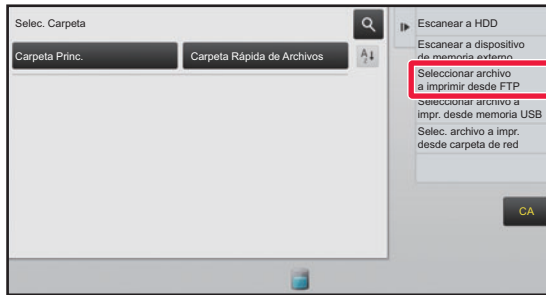 Selec. Carpeta
Carpeta Princ.
Carpeta Rápida de Archivos
Escanear a HDD
Escanear a dispositivo
de memoria externo
Seleccionar archivo
a imprimir desde FTP
Seleccionar archivo a
impr. desde memoria USB
Selec. archivo a impr.
desde carpeta de red
CA